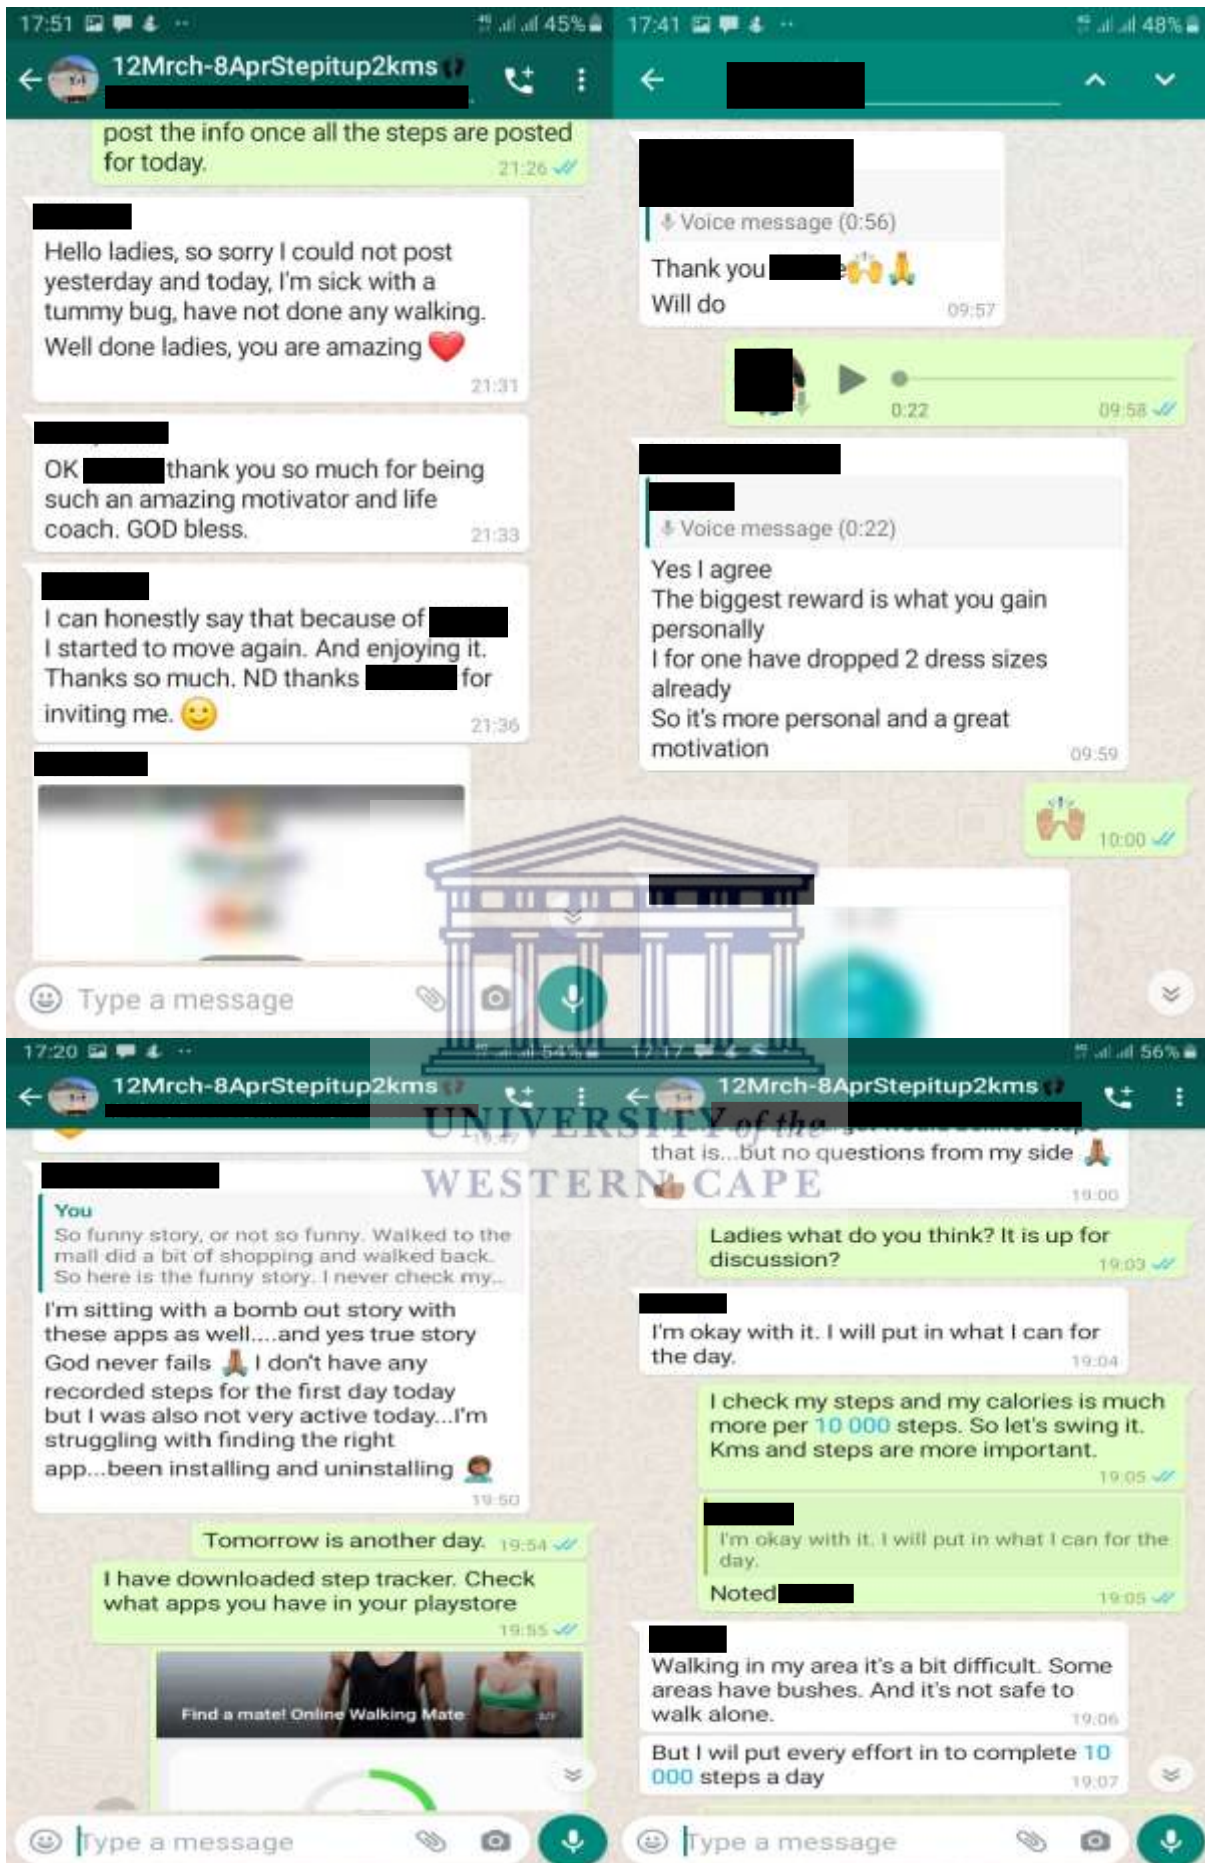 17:51
45%
12Mrch-8AprStepitup2kms
post the info once all the steps are posted
for today.
21:26
Hello ladies, so sorry I could not post
yesterday and today, I'm sick with a
tummy bug, have not done any walking.
Well done ladies, you are amazing ❤️
21:31
OK thank you so much for being
such an amazing motivator and life
coach. GOD bless.
21:33
I can honestly say that because of
I started to move again. And enjoying it.
Thanks so much. ND thanks for
inviting me. 🙂
21:36
Type a message
17:41
48%
Voice message (0:56)
Thank you 🙌🙏
Will do
09:57
0:22
09:58
Voice message (0:22)
Yes I agree
The biggest reward is what you gain
personally
I for one have dropped 2 dress sizes
already
So it's more personal and a great
motivation
09:59
🙌🏽
10:00
17:20
54%
12Mrch-8AprStepitup2kms
You
So funny story, or not so funny. Walked to the
mall did a bit of shopping and walked back.
So here is the funny story. I never check my...
I'm sitting with a bomb out story with
these apps as well....and yes true story
God never fails 🙏🏾 I don't have any
recorded steps for the first day today
but I was also not very active today...I'm
struggling with finding the right
app...been installing and uninstalling
19:50
Tomorrow is another day.
19:54
I have downloaded step tracker. Check
what apps you have in your playstore
19:55
Find a mate! Online Walking Mate
Type a message
17:17
56%
12Mrch-8AprStepitup2kms
that is...but no questions from my side 🙏🏾
👍🏽
19:00
Ladies what do you think? It is up for
discussion?
19:03
I'm okay with it. I will put in what I can for
the day.
19:04
I check my steps and my calories is much
more per 10 000 steps. So let's swing it.
Kms and steps are more important.
19:05
I'm okay with it. I will put in what I can for the
day.
Noted
19:05
Walking in my area it's a bit difficult. Some
areas have bushes. And it's not safe to
walk alone.
19:06
But I wil put every effort in to complete 10
000 steps a day
19:07
Type a message
UNIVERSITY of the
WESTERN CAPE